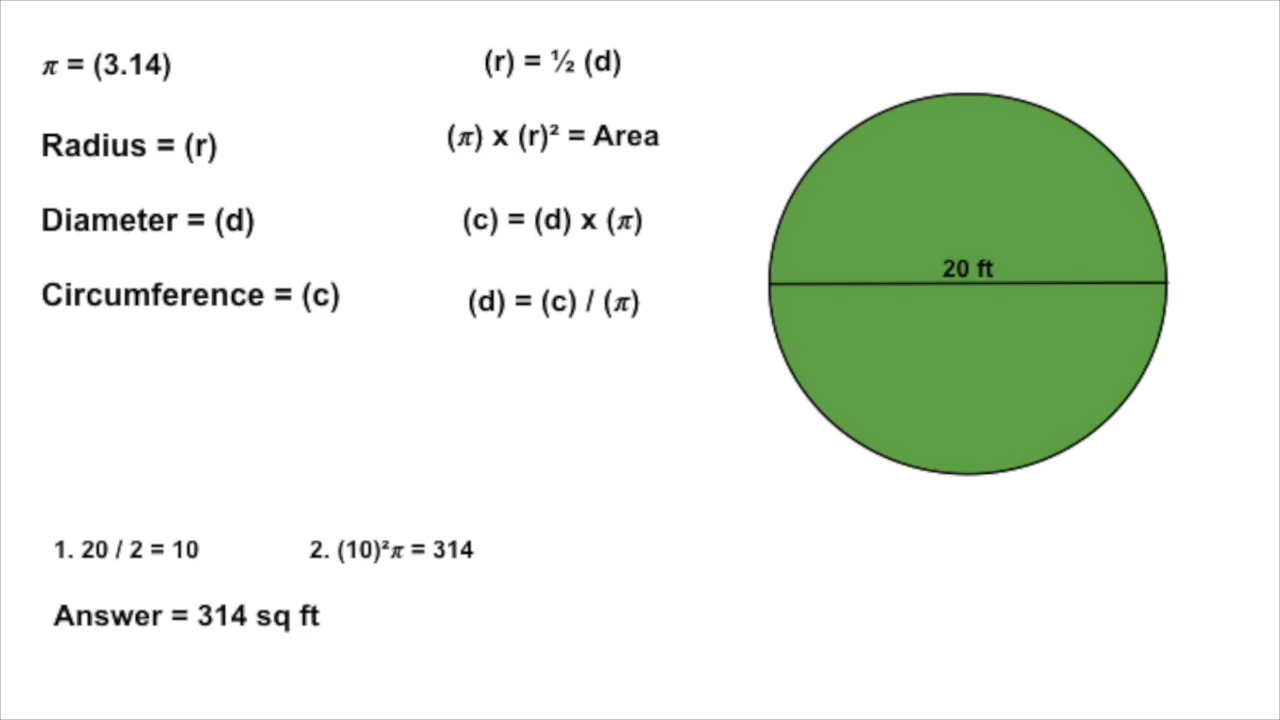 π = (3.14)
Radius = (r)
Diameter = (d)
Circumference = (c)
(r) = ½ (d)
(π) x (r)² = Area
(c) = (d) x (π)
(d) = (c) / (π)
20 ft
1. 20 / 2 = 10
2. (10)²π = 314
Answer = 314 sq ft